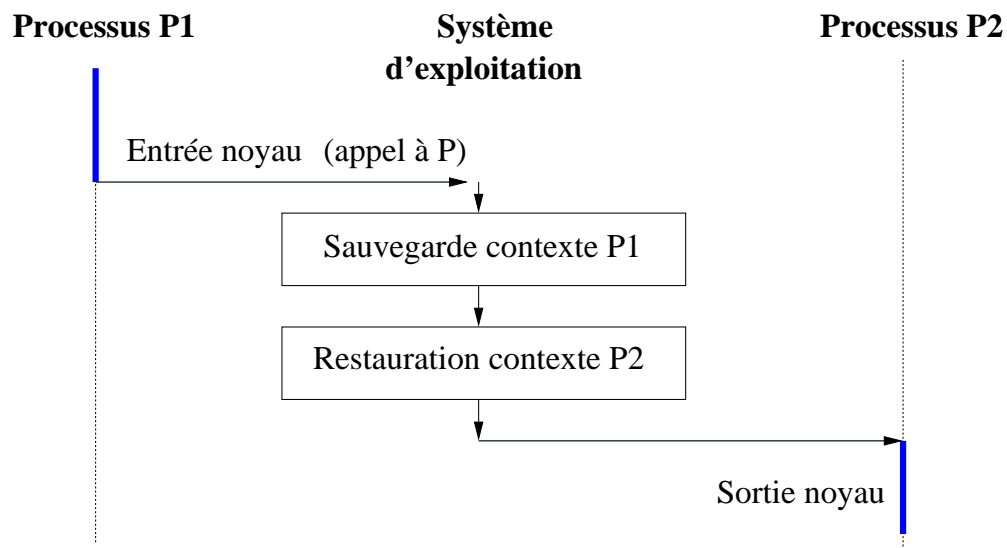 Processus P1
Système
d'exploitation
Processus P2
Entrée noyau (appel à P)
Sauvegarde contexte P1
Restauration contexte P2
Sortie noyau